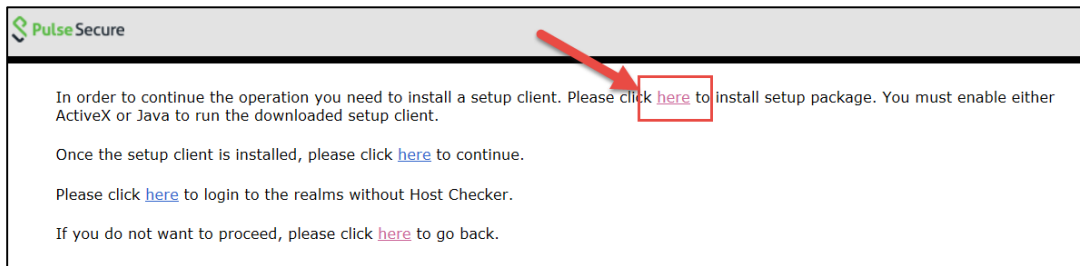 Pulse Secure
In order to continue the operation you need to install a setup client. Please click here to install setup package. You must enable either
ActiveX or Java to run the downloaded setup client.
Once the setup client is installed, please click here to continue.
Please click here to login to the realms without Host Checker.
If you do not want to proceed, please click here to go back.